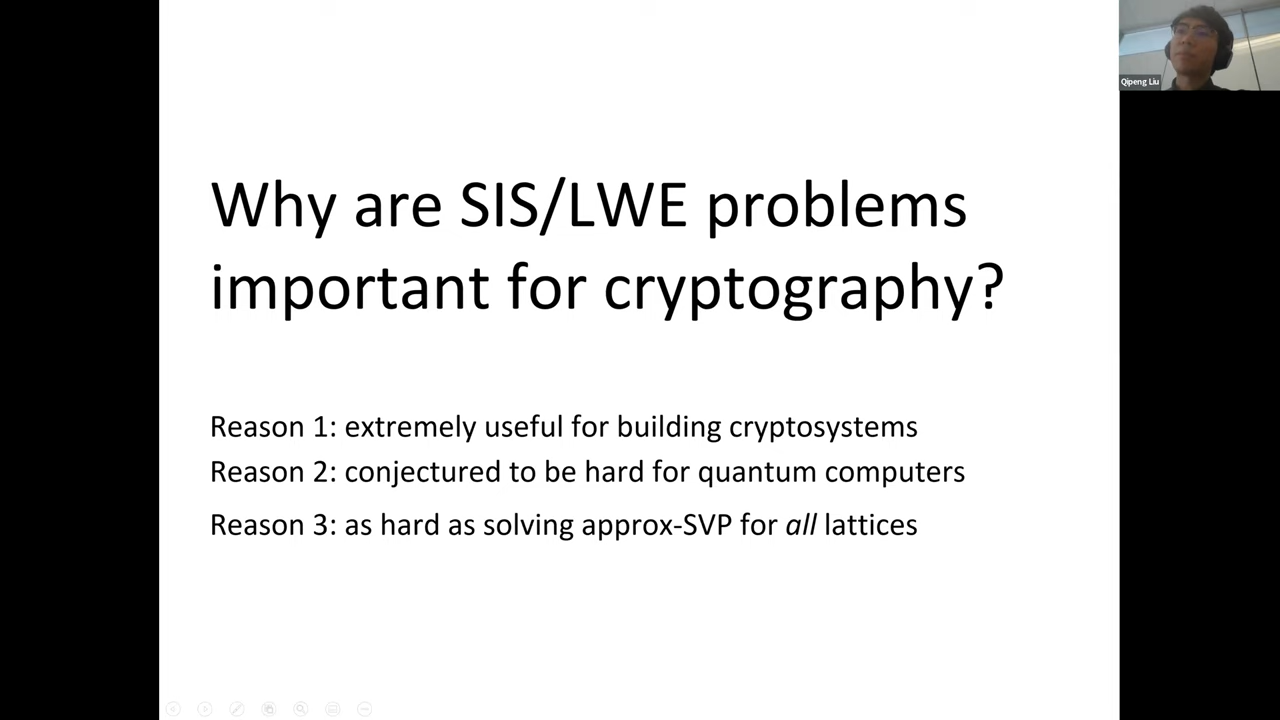 Qipeng Liu
Why are SIS/LWE problems
important for cryptography?
Reason 1: extremely useful for building cryptosystems
Reason 2: conjectured to be hard for quantum computers
Reason 3: as hard as solving approx-SVP for all lattices